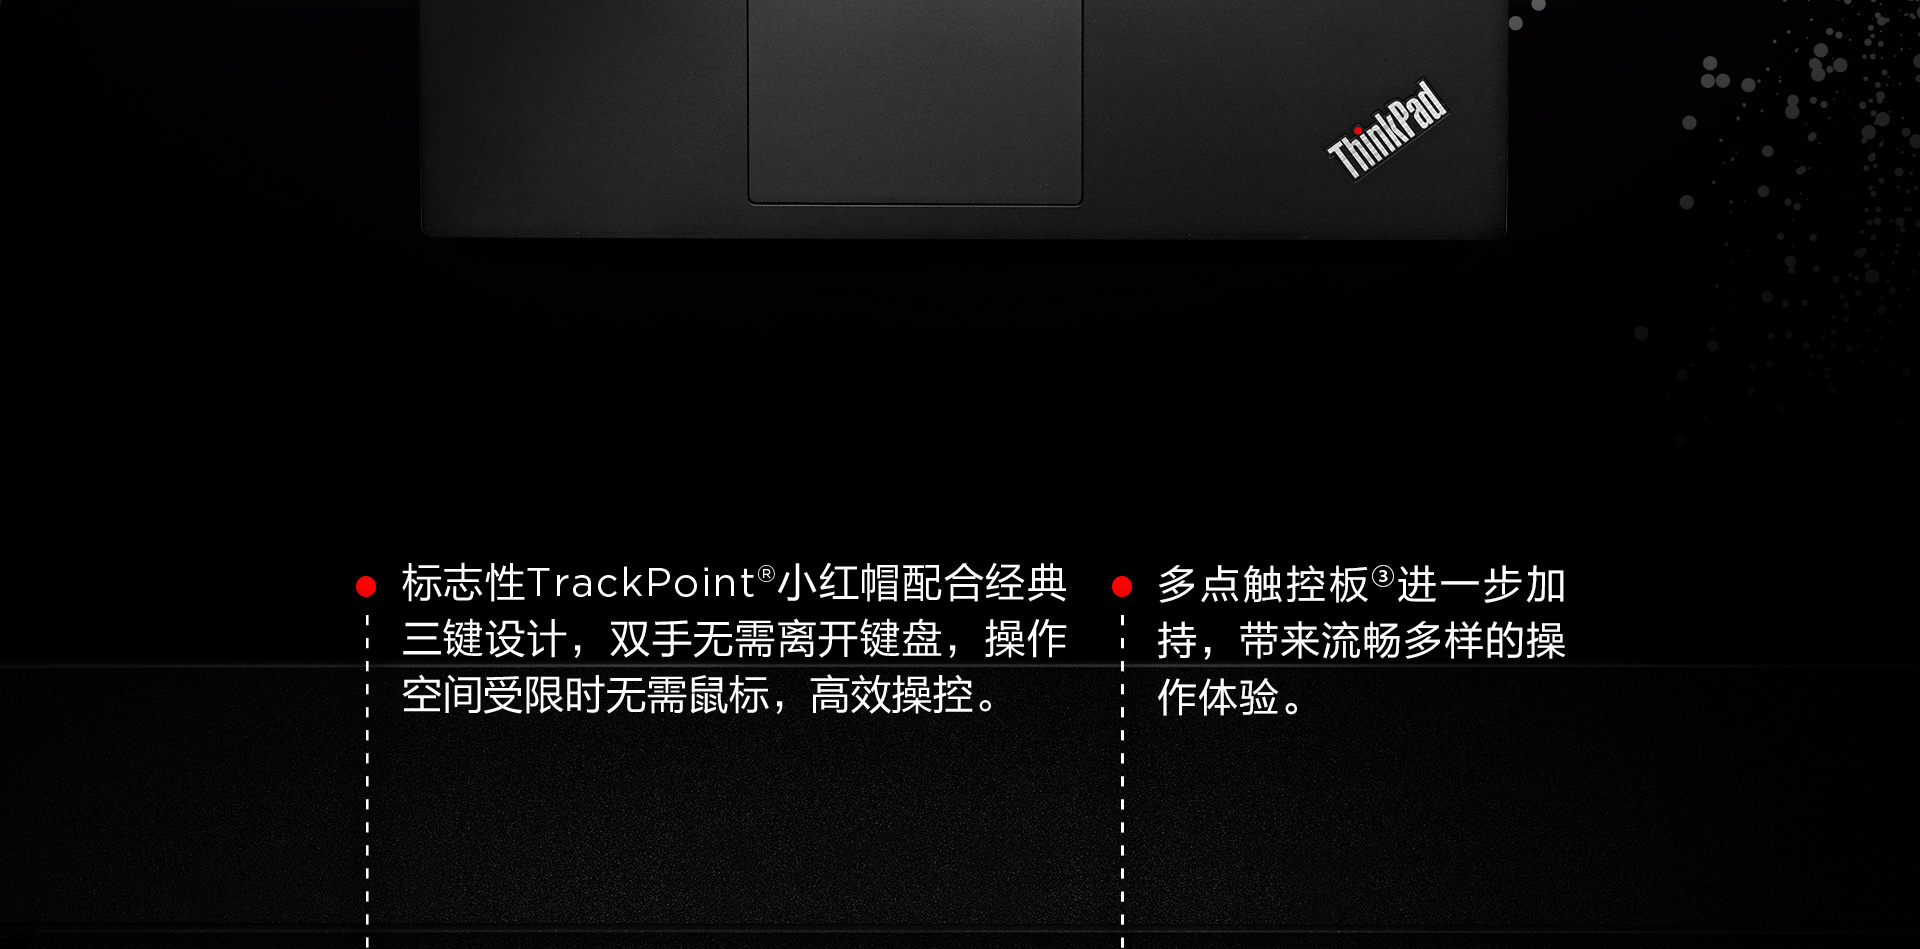 ThinkPad
标志性TrackPoint®小红帽配合经典
三键设计，双手无需离开键盘，操作
空间受限时无需鼠标，高效操控。
多点触控板③进一步加
持，带来流畅多样的操
作体验。